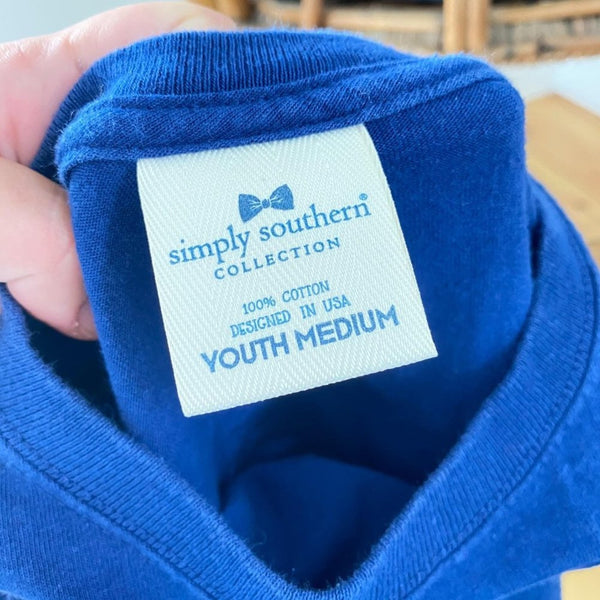 simply southern®
COLLECTION
100% COTTON
DESIGNED IN USA
YOUTH MEDIUM